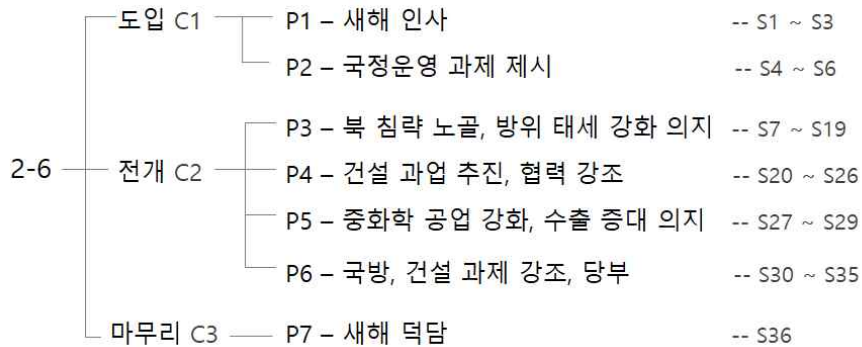 도입 C1 P1 – 새해 인사 -- S1 ~ S3
P2 – 국정운영 과제 제시 -- S4 ~ S6
P3 – 북 침략 노골, 방위 태세 강화 의지 -- S7 ~ S19
2-6 전개 C2 P4 – 건설 과업 추진, 협력 강조 -- S20 ~ S26
P5 – 중화학 공업 강화, 수출 증대 의지 -- S27 ~ S29
P6 – 국방, 건설 과제 강조, 당부 -- S30 ~ S35
마무리 C3 P7 – 새해 덕담 -- S36